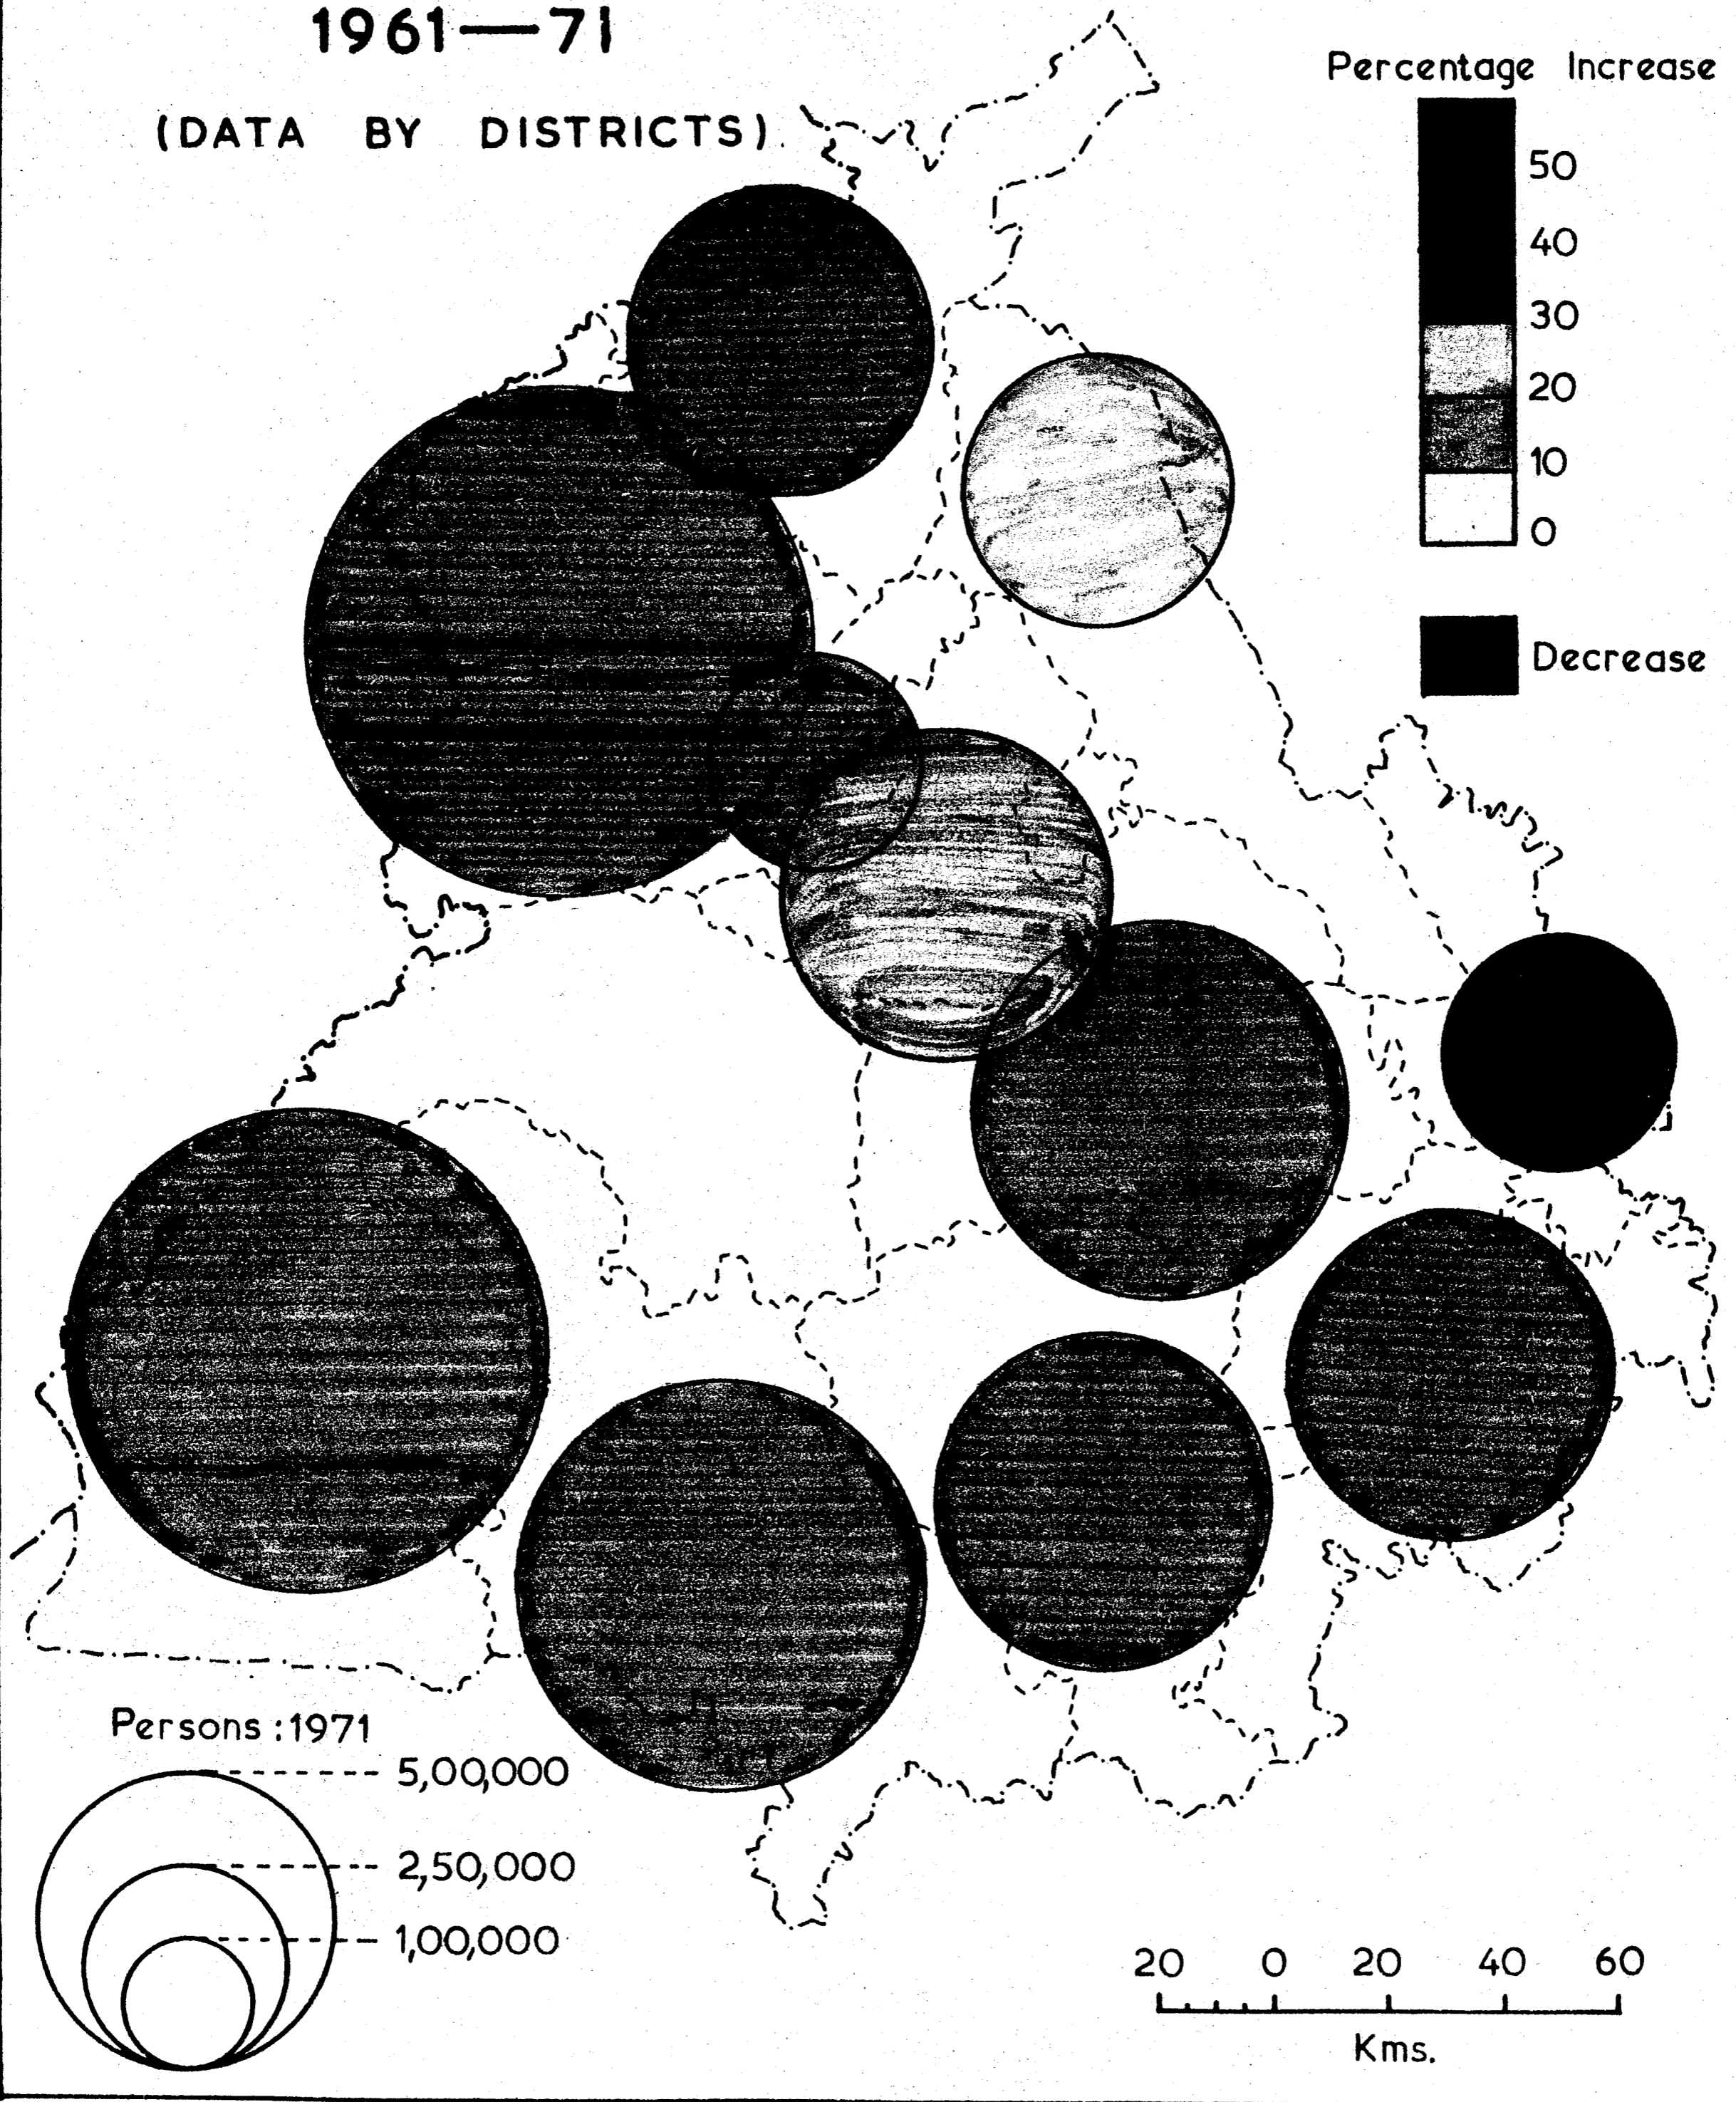 1961—71
(DATA BY DISTRICTS)
Percentage Increase
50
40
30
20
10
0
Decrease
Persons : 1971
5,00,000
2,50,000
1,00,000
20 0 20 40 60
Kms.